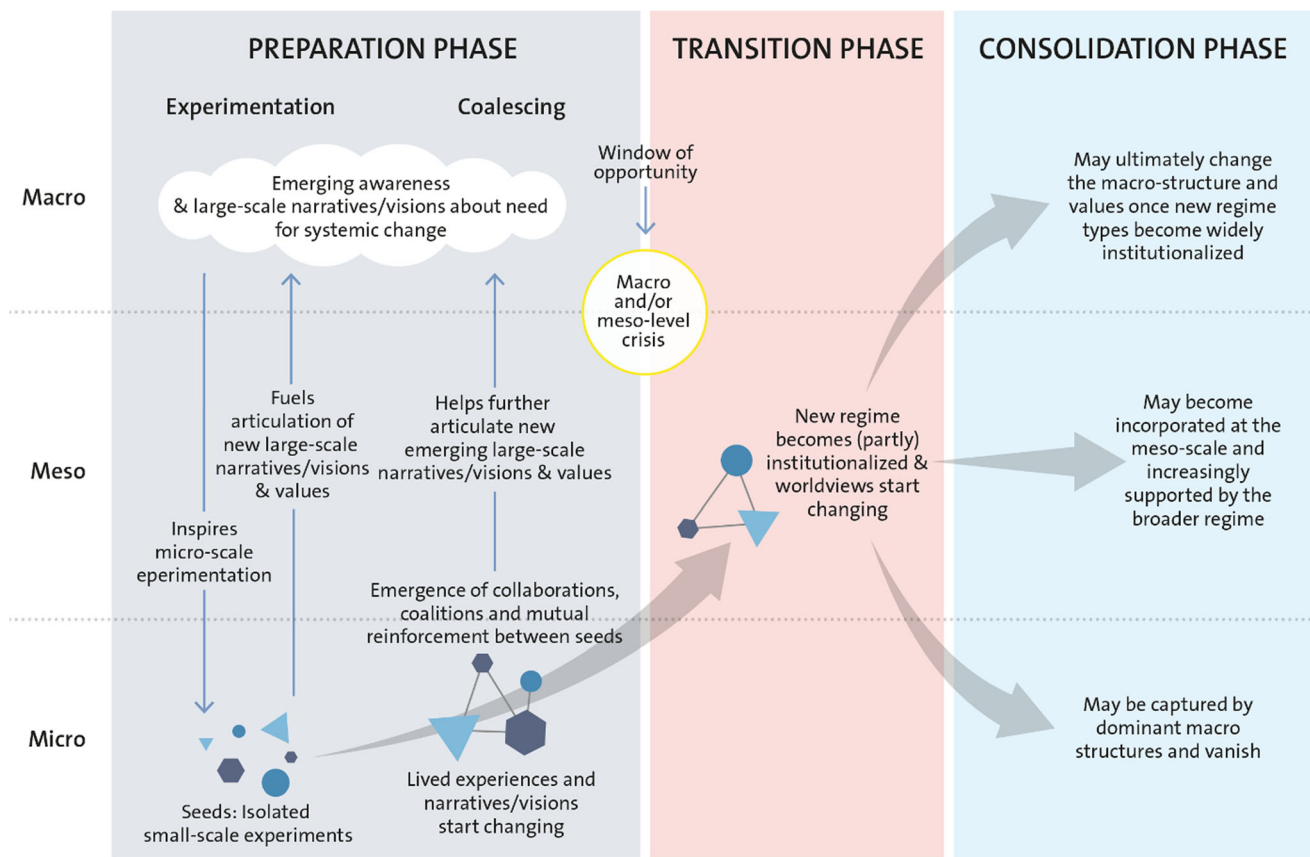 PREPARATION PHASE
TRANSITION PHASE
CONSOLIDATION PHASE
Experimentation
Coalescing
Macro
Emerging awareness
& large-scale narratives/visions about need
for systemic change
Window of
opportunity
May ultimately change
the macro-structure and
values once new regime
types become widely
institutionalized
Macro
and/or
meso-level
crisis
Meso
Fuels
articulation of
new large-scale
narratives/visions
& values
Helps further
articulate new
emerging large-scale
narratives/visions & values
New regime
becomes (partly)
institutionalized &
worldviews start
changing
May become
incorporated at the
meso-scale and
increasingly
supported by the
broader regime
Inspires
micro-scale
eperimentation
Emergence of collaborations,
coalitions and mutual
reinforcement between seeds
Micro
Seeds: Isolated
small-scale experiments
Lived experiences and
narratives/visions
start changing
May be captured by
dominant macro
structures and vanish